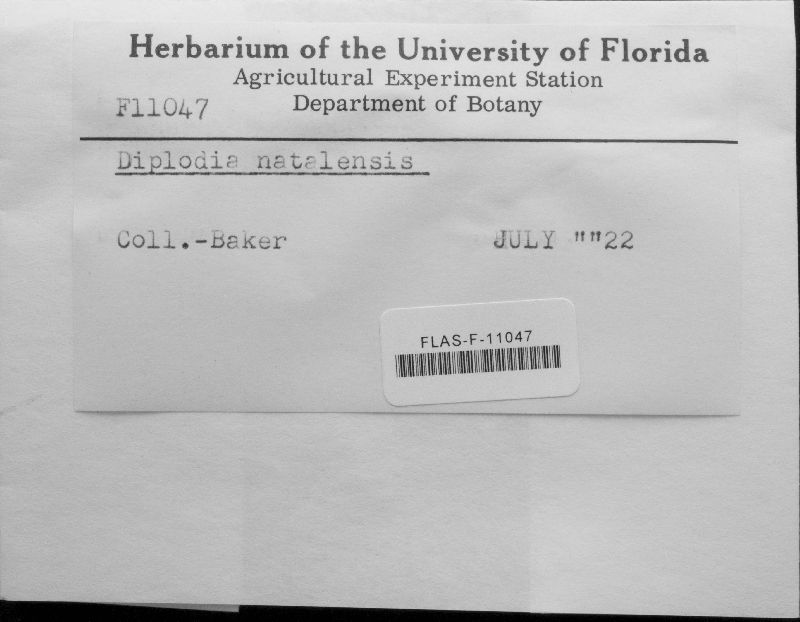 Herbarium of the University of Florida
Agricultural Experiment Station
Department of Botany
F11047
Diplodia natalensis
Coll.-Baker JULY ""22
FLAS-F-11047